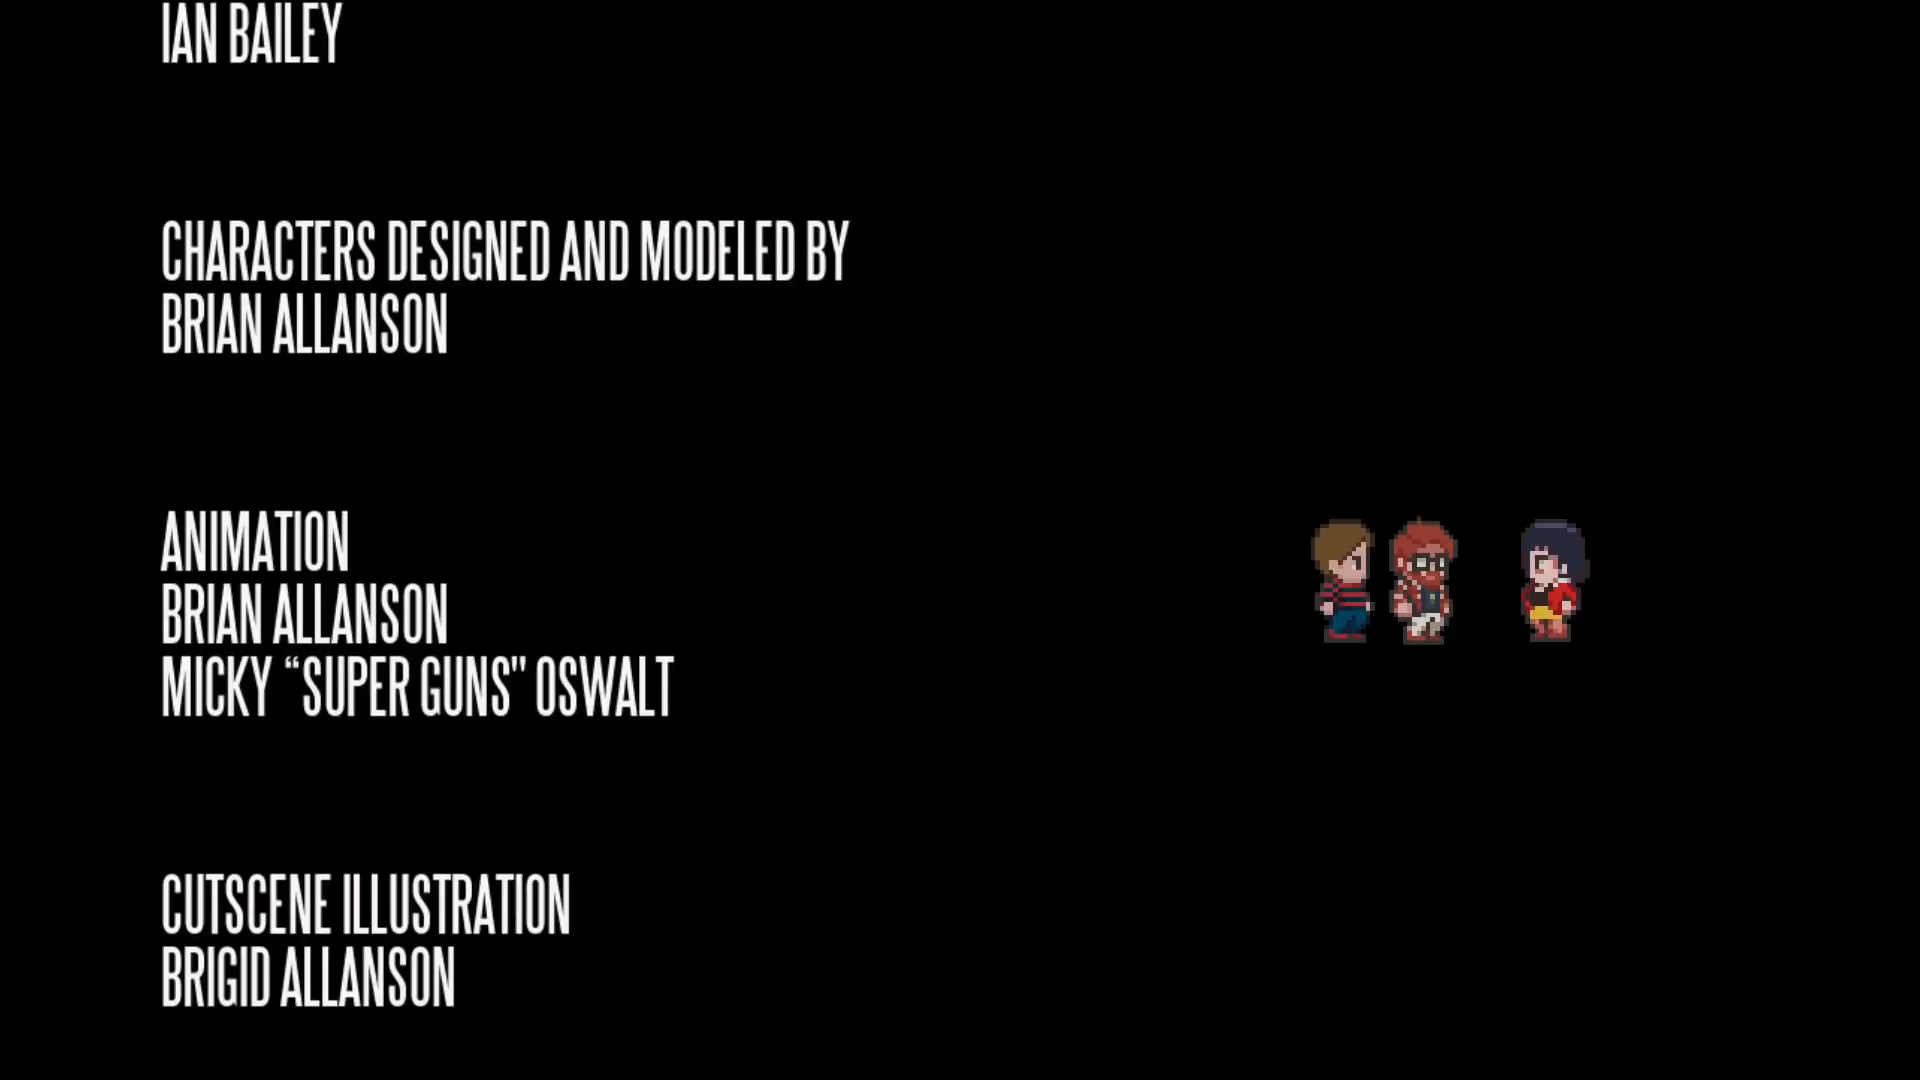 IAN BAILEY
CHARACTERS DESIGNED AND MODELED BY
BRIAN ALLANSON
ANIMATION
BRIAN ALLANSON
MICKY “SUPER GUNS" OSWALT
CUTSCENE ILLUSTRATION
BRIGID ALLANSON